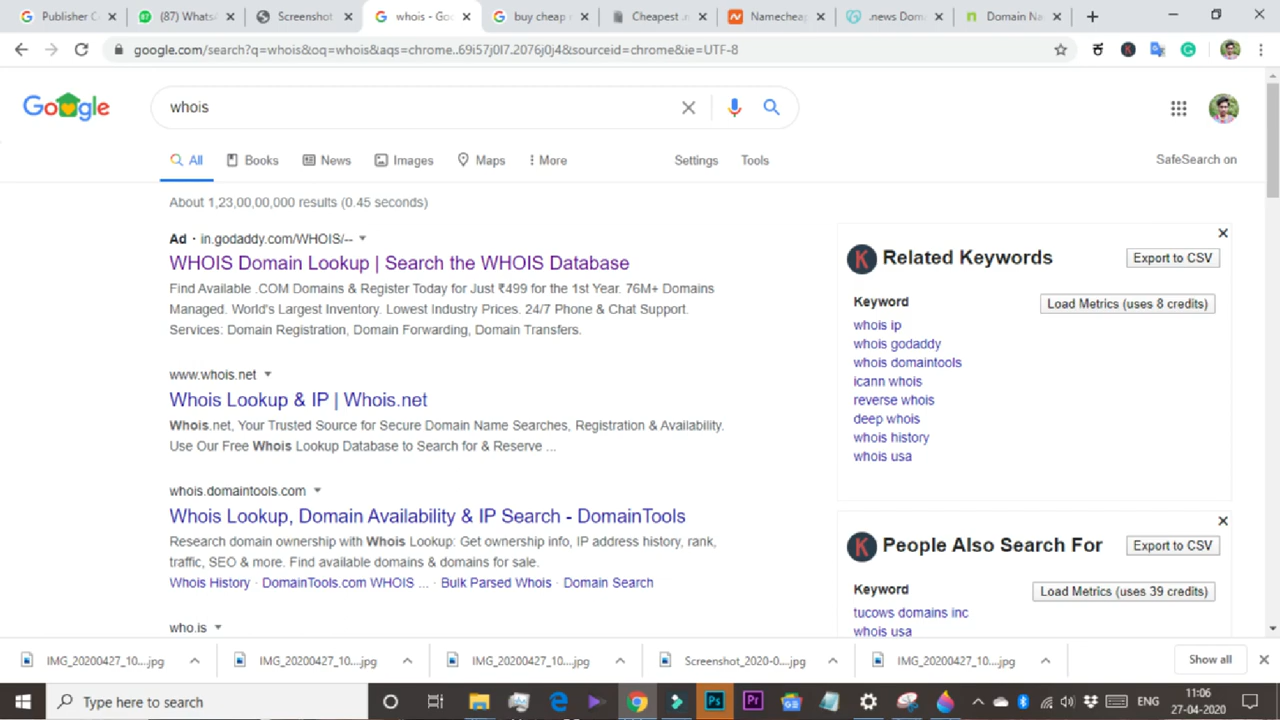 Publisher C
(87) Whats
Screenshot
whois - Go
buy cheap
Cheapest .n
Namechea
.news Dom
Domain Na
google.com/search?q=whois&oq=whois&aqs=chrome..69i57j0l7.2076j0j4&sourceid=chrome&ie=UTF-8
Google
whois
All
Books
News
Images
Maps
More
Settings
Tools
SafeSearch on
About 1,23,00,00,000 results (0.45 seconds)
Ad · in.godaddy.com/WHOIS/--
WHOIS Domain Lookup | Search the WHOIS Database
Find Available .COM Domains & Register Today for Just ₹499 for the 1st Year. 76M+ Domains
Managed. World's Largest Inventory. Lowest Industry Prices. 24/7 Phone & Chat Support.
Services: Domain Registration, Domain Forwarding, Domain Transfers.
www.whois.net
Whois Lookup & IP | Whois.net
Whois.net, Your Trusted Source for Secure Domain Name Searches, Registration & Availability.
Use Our Free Whois Lookup Database to Search for & Reserve ...
whois.domaintools.com
Whois Lookup, Domain Availability & IP Search - DomainTools
Research domain ownership with Whois Lookup: Get ownership info, IP address history, rank,
traffic, SEO & more. Find available domains & domains for sale.
Whois History · DomainTools.com WHOIS ... · Bulk Parsed Whois · Domain Search
who.is
K Related Keywords
Export to CSV
Keyword
Load Metrics (uses 8 credits)
whois ip
whois godaddy
whois domaintools
icann whois
reverse whois
deep whois
whois history
whois usa
K People Also Search For
Export to CSV
Keyword
Load Metrics (uses 39 credits)
tucows domains inc
whois usa
IMG_20200427_10....jpg
IMG_20200427_10....jpg
IMG_20200427_10....jpg
Screenshot_2020-0....jpg
IMG_20200427_10....jpg
Show all
Type here to search
Ps
Pr
ENG
11:06
27-04-2020